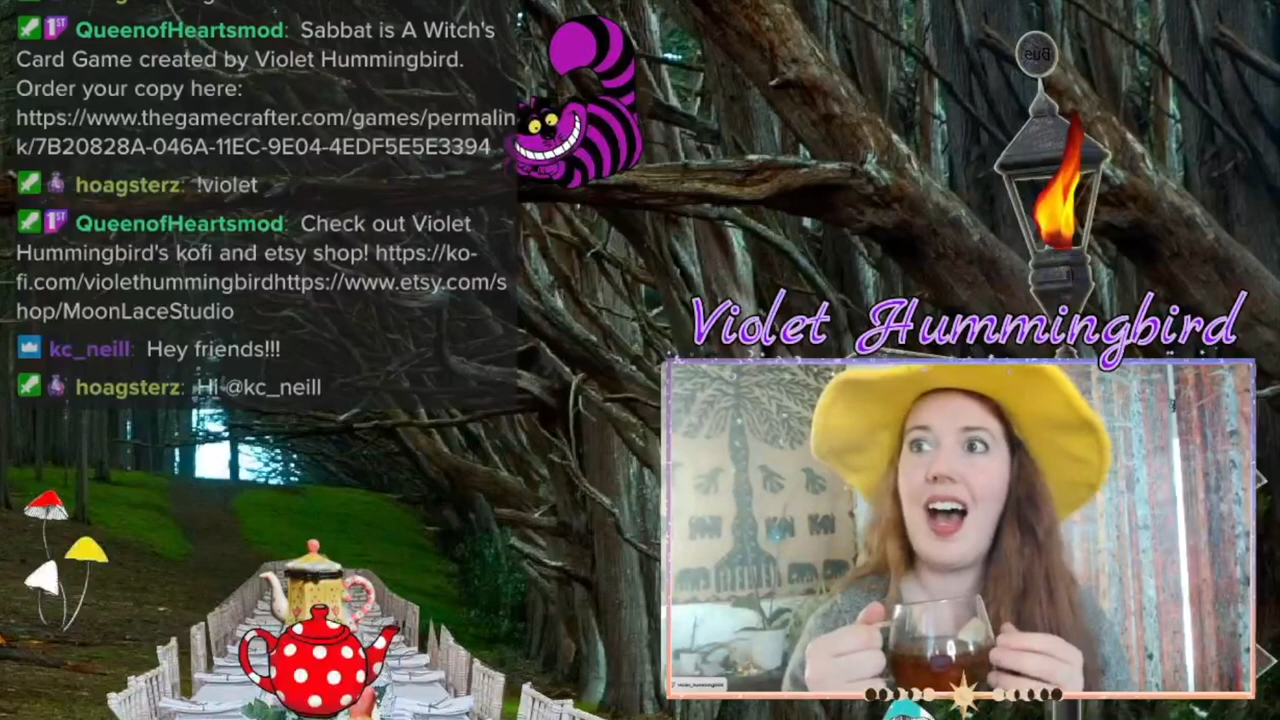 QueenofHeartsmod: Sabbat is A Witch's
Card Game created by Violet Hummingbird.
Order your copy here:
https://www.thegamecrafter.com/games/permalin
k/7B20828A-046A-11EC-9E04-4EDF5E5E3394
hoagsterz: !violet
QueenofHeartsmod: Check out Violet
Hummingbird's kofi and etsy shop! https://ko-
fi.com/violethummingbirdhttps://www.etsy.com/s
hop/MoonLaceStudio
kc_neill: Hey friends!!!
hoagsterz: Hi @kc_neill
Violet Hummingbird